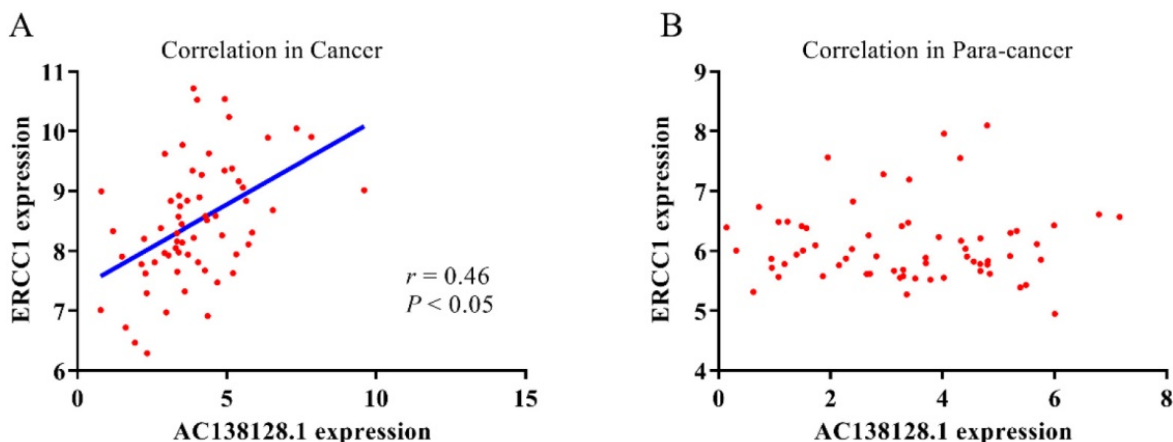 A
Correlation in Cancer
ERCC1 expression
11
10
9
8
7
6
r = 0.46
P < 0.05
0
5
10
15
AC138128.1 expression
B
Correlation in Para-cancer
ERCC1 expression
9
8
7
6
5
4
0
2
4
6
8
AC138128.1 expression